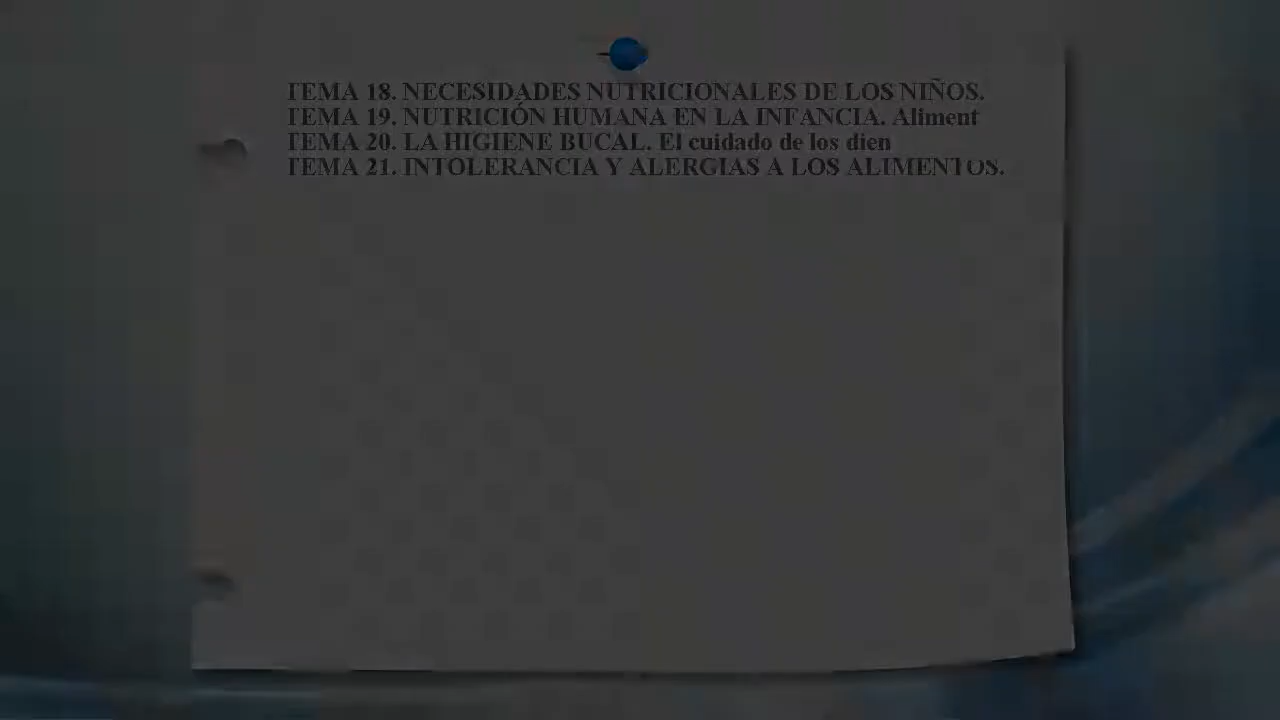 TEMA 18. NECESIDADES NUTRICIONALES DE LOS NIÑOS.
TEMA 19. NUTRICIÓN HUMANA EN LA INFANCIA. Aliment
TEMA 20. LA HIGIENE BUCAL. El cuidado de los dien
TEMA 21. INTOLERANCIA Y ALERGIAS A LOS ALIMENTOS.